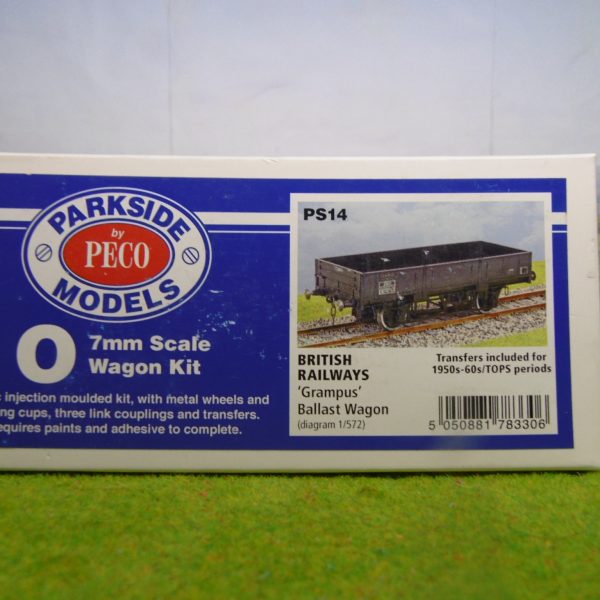 PARKSIDE
by
PECO
MODELS
O
7mm Scale
Wagon Kit
injection moulded kit, with metal wheels and
cups, three link couplings and transfers.
paints and adhesive to complete.
PS14
BRITISH
RAILWAYS
'Grampus'
Ballast Wagon
(diagram 1/572)
Transfers included for
1950s-60s/TOPS periods
5 050881 783306